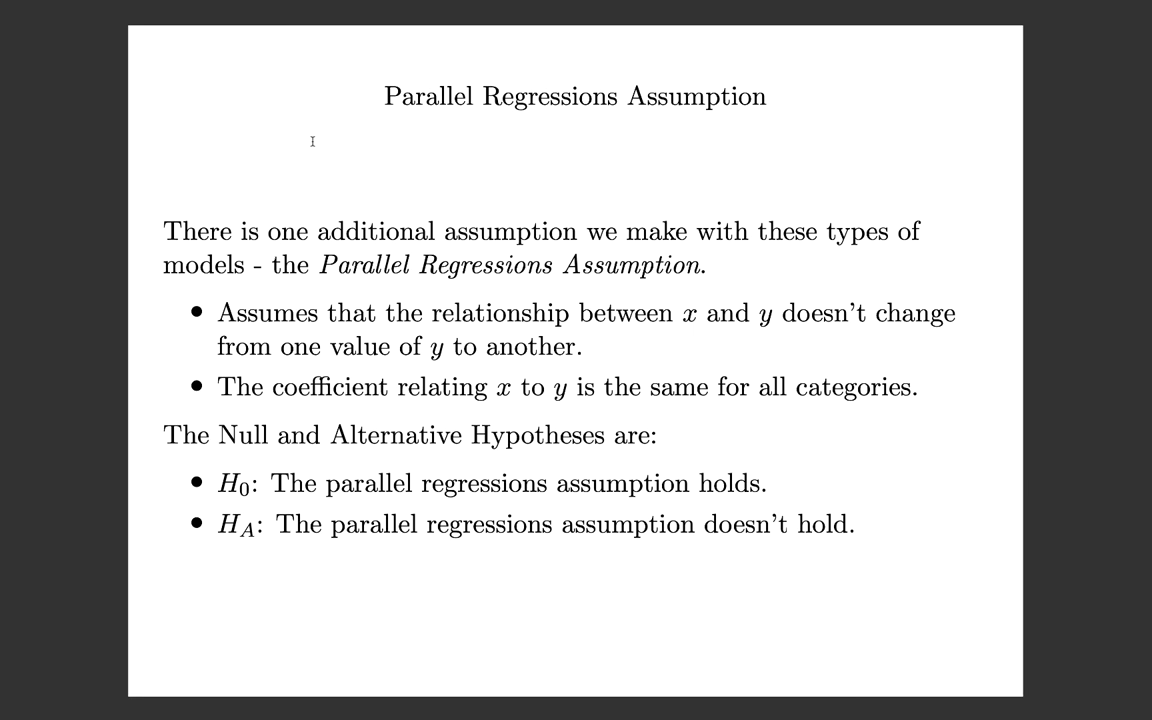 Parallel Regressions Assumption
There is one additional assumption we make with these types of
models - the Parallel Regressions Assumption.
• Assumes that the relationship between x and y doesn’t change
from one value of y to another.
• The coefficient relating x to y is the same for all categories.
The Null and Alternative Hypotheses are:
• H₀: The parallel regressions assumption holds.
• H_A: The parallel regressions assumption doesn’t hold.